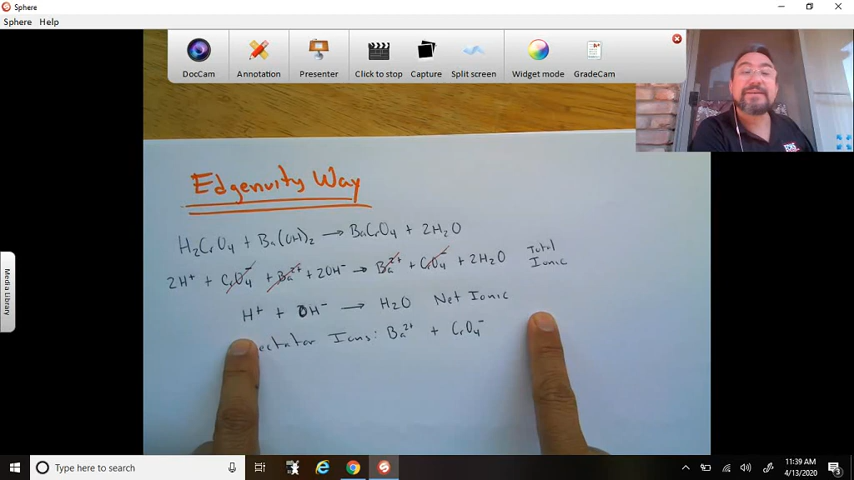 Sphere
Sphere Help
DocCam
Annotation
Presenter
Click to stop
Capture
Split screen
Widget mode
GradeCam
Media Library
Edgenuity Way
H₂CrO₄ + Ba(OH)₂ → BaCrO₄ + 2H₂O
2H⁺ + CrO₄⁻ + Ba²⁺ + 2OH⁻ → Ba²⁺ + CrO₄⁻ + 2H₂O Total Ionic
H⁺ + OH⁻ → H₂O Net Ionic
ectator Ions: Ba²⁺ + CrO₄⁻
Type here to search
11:39 AM
4/13/2020